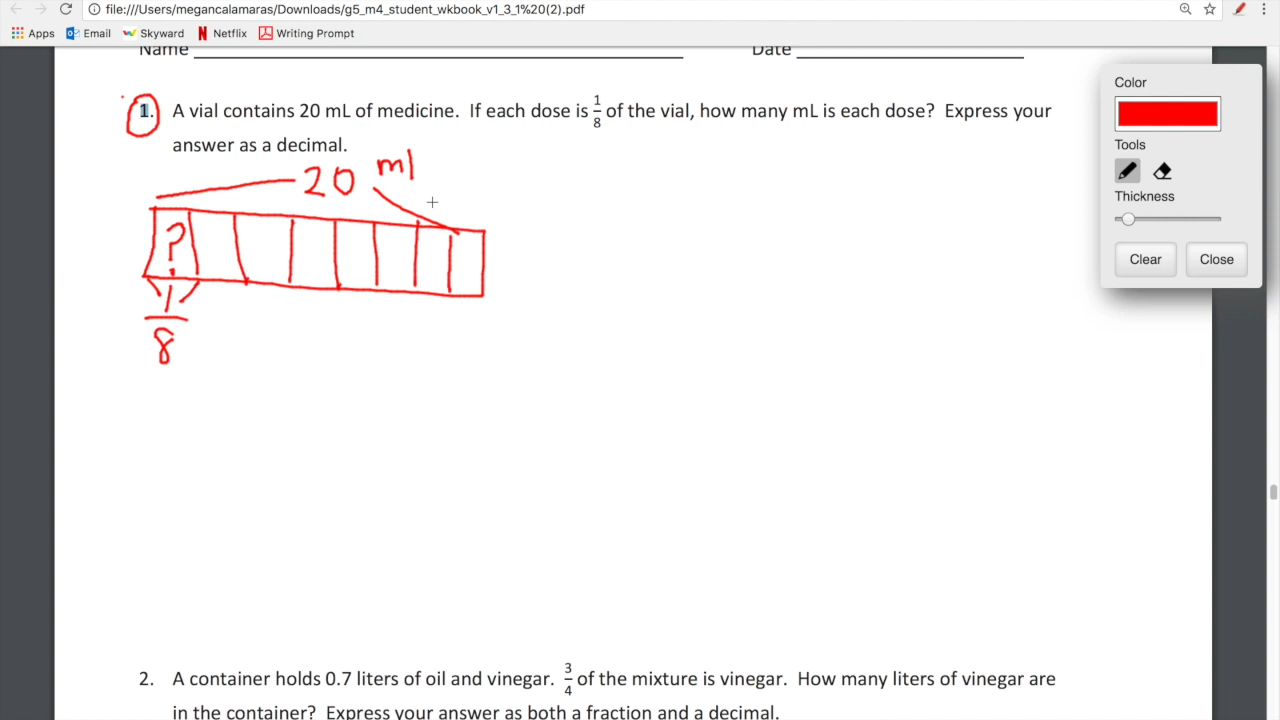 file:///Users/megancalamaras/Downloads/g5_m4_student_wkbook_v1_3_1%20(2).pdf
Apps Email Skyward Netflix Writing Prompt
Name Date
1. A vial contains 20 mL of medicine. If each dose is 1/8 of the vial, how many mL is each dose? Express your
answer as a decimal.
20 ml
?
1/8
2. A container holds 0.7 liters of oil and vinegar. 3/4 of the mixture is vinegar. How many liters of vinegar are
in the container? Express your answer as both a fraction and a decimal.
Color
Tools
Thickness
Clear Close